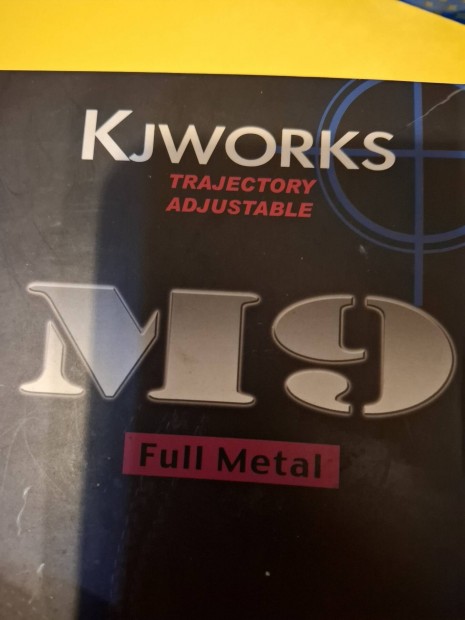 KJWORKS
TRAJECTORY
ADJUSTABLE
M9
Full Metal